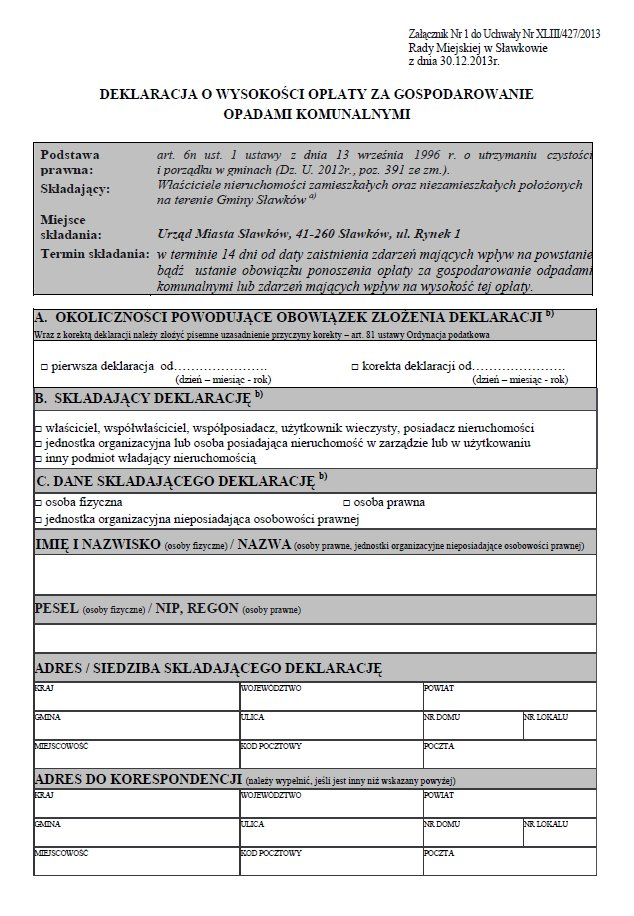 Załącznik Nr 1 do Uchwały Nr XLIII/427/2013
Rady Miejskiej w Sławkowie
z dnia 30.12.2013r.
DEKLARACJA O WYSOKOŚCI OPŁATY ZA GOSPODAROWANIE
OPADAMI KOMUNALNYMI
Podstawa prawna: art. 6n ust. 1 ustawy z dnia 13 września 1996 r. o utrzymaniu czystości
i porządku w gminach (Dz. U. 2012r., poz. 391 ze zm.).
Składający: Właściciele nieruchomości zamieszkałych oraz niezamieszkałych położonych
na terenie Gminy Sławków a)
Miejsce
składania: Urząd Miasta Sławków, 41-260 Sławków, ul. Rynek 1
Termin składania: w terminie 14 dni od daty zaistnienia zdarzeń mających wpływ na powstanie
bądź ustanie obowiązku ponoszenia opłaty za gospodarowanie odpadami
komunalnymi lub zdarzeń mających wpływ na wysokość tej opłaty.
A. OKOLICZNOŚCI POWODUJĄCE OBOWIĄZEK ZŁOŻENIA DEKLARACJI b)
Wraz z korektą deklaracji należy złożyć pisemne uzasadnienie przyczyny korekty – art. 81 ustawy Ordynacja podatkowa
□ pierwsza deklaracja od………………… □ korekta deklaracji od…………………
(dzień – miesiąc - rok) (dzień – miesiąc - rok)
B. SKŁADAJĄCY DEKLARACJĘ b)
□ właściciel, współwłaściciel, współposiadacz, użytkownik wieczysty, posiadacz nieruchomości
□ jednostka organizacyjna lub osoba posiadająca nieruchomość w zarządzie lub w użytkowaniu
□ inny podmiot władający nieruchomością
C. DANE SKŁADAJĄCEGO DEKLARACJĘ b)
□ osoba fizyczna □ osoba prawna
□ jednostka organizacyjna nieposiadająca osobowości prawnej
IMIĘ I NAZWISKO (osoby fizyczne) / NAZWA (osoby prawne, jednostki organizacyjne nieposiadające osobowości prawnej)
PESEL (osoby fizyczne) / NIP, REGON (osoby prawne)
ADRES / SIEDZIBA SKŁADAJĄCEGO DEKLARACJĘ
KRAJ WOJEWÓDZTWO POWIAT
GMINA ULICA NR DOMU NR LOKALU
MIEJSCOWOŚĆ KOD POCZTOWY POCZTA
ADRES DO KORESPONDENCJI (należy wypełnić, jeśli jest inny niż wskazany powyżej)
KRAJ WOJEWÓDZTWO POWIAT
GMINA ULICA NR DOMU NR LOKALU
MIEJSCOWOŚĆ KOD POCZTOWY POCZTA